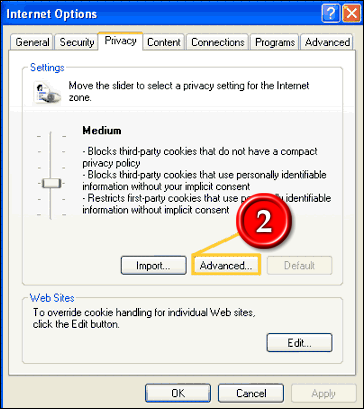 Internet Options
General Security Privacy Content Connections Programs Advanced
Settings
Move the slider to select a privacy setting for the Internet
zone.
Medium
- Blocks third-party cookies that do not have a compact
privacy policy
- Blocks third-party cookies that use personally identifiable
information without your implicit consent
- Restricts first-party cookies that use personally identifiable
information without implicit consent
2
Import... Advanced... Default
Web Sites
To override cookie handling for individual Web sites,
click the Edit button.
Edit...
OK Cancel Apply